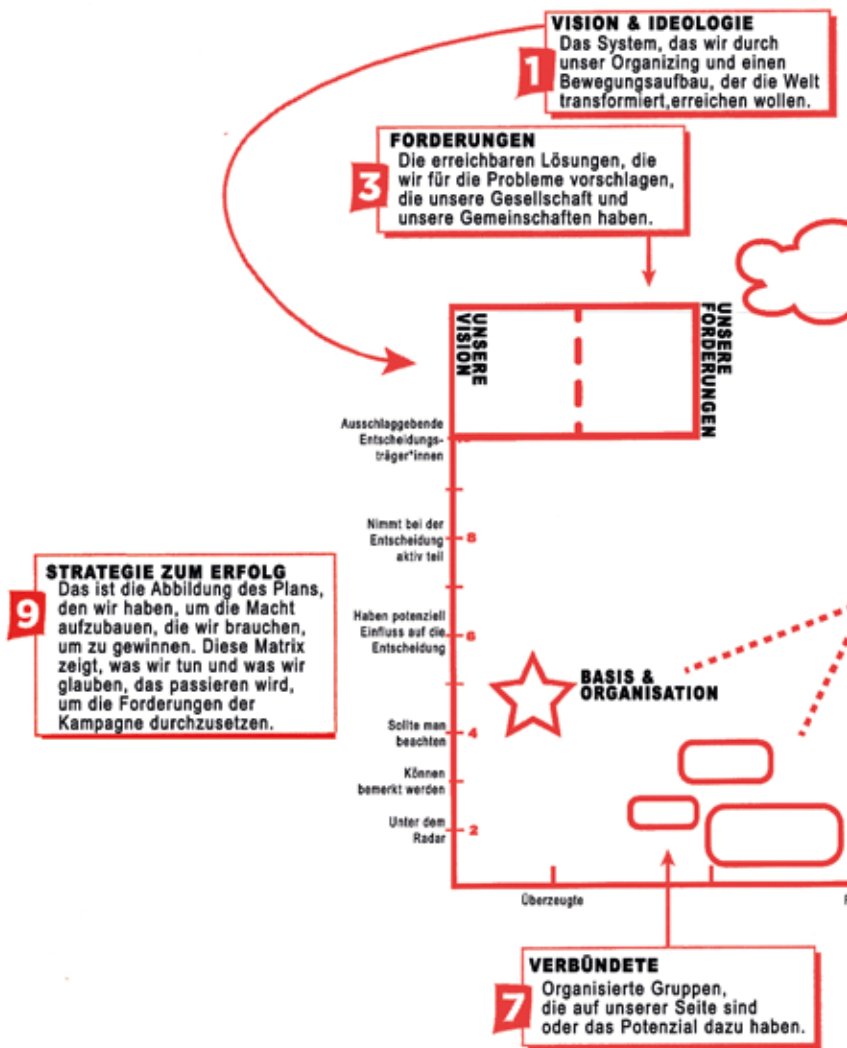 VISION & IDEOLOGIE
1
Das System, das wir durch
unser Organizing und einen
Bewegungsaufbau, der die Welt
transformiert,erreichen wollen.
FORDERUNGEN
3
Die erreichbaren Lösungen, die
wir für die Probleme vorschlagen,
die unsere Gesellschaft und
unsere Gemeinschaften haben.
UNSERE
VISION
UNSERE
FORDERUNGEN
Ausschlaggebende
Entscheidungs-
träger*innen
Nimmt bei der
Entscheidung
aktiv teil
8
STRATEGIE ZUM ERFOLG
9
Das ist die Abbildung des Plans,
den wir haben, um die Macht
aufzubauen, die wir brauchen,
um zu gewinnen. Diese Matrix
zeigt, was wir tun und was wir
glauben, das passieren wird,
um die Forderungen der
Kampagne durchzusetzen.
Haben potenziell
Einfluss auf die
Entscheidung
6
BASIS &
ORGANISATION
Sollte man
beachten
4
Können
bemerkt werden
Unter dem
Radar
2
Überzeugte
VERBÜNDETE
7
Organisierte Gruppen,
die auf unserer Seite sind
oder das Potenzial dazu haben.